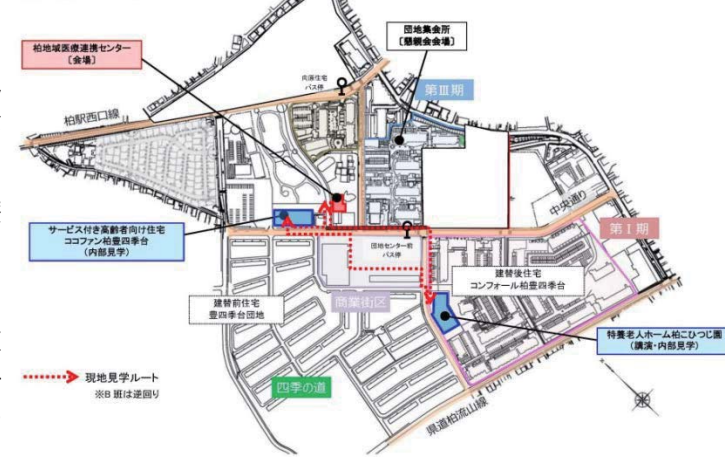 柏地域医療連携センター
〔会場〕
団地集会所
〔懇親会会場〕
向原住宅
バス停
第Ⅲ期
柏駅西口線
サービス付き高齢者向け住宅
ココファン柏豊四季台
(内部見学)
中央通り
第Ⅰ期
団地センター前
バス停
建替後住宅
コンフォール柏豊四季台
建替前住宅
豊四季台団地
商業街区
特養老人ホーム柏こひつじ園
(講演・内部見学)
現地見学ルート
※B 班は逆回り
四季の道
県道柏流山線